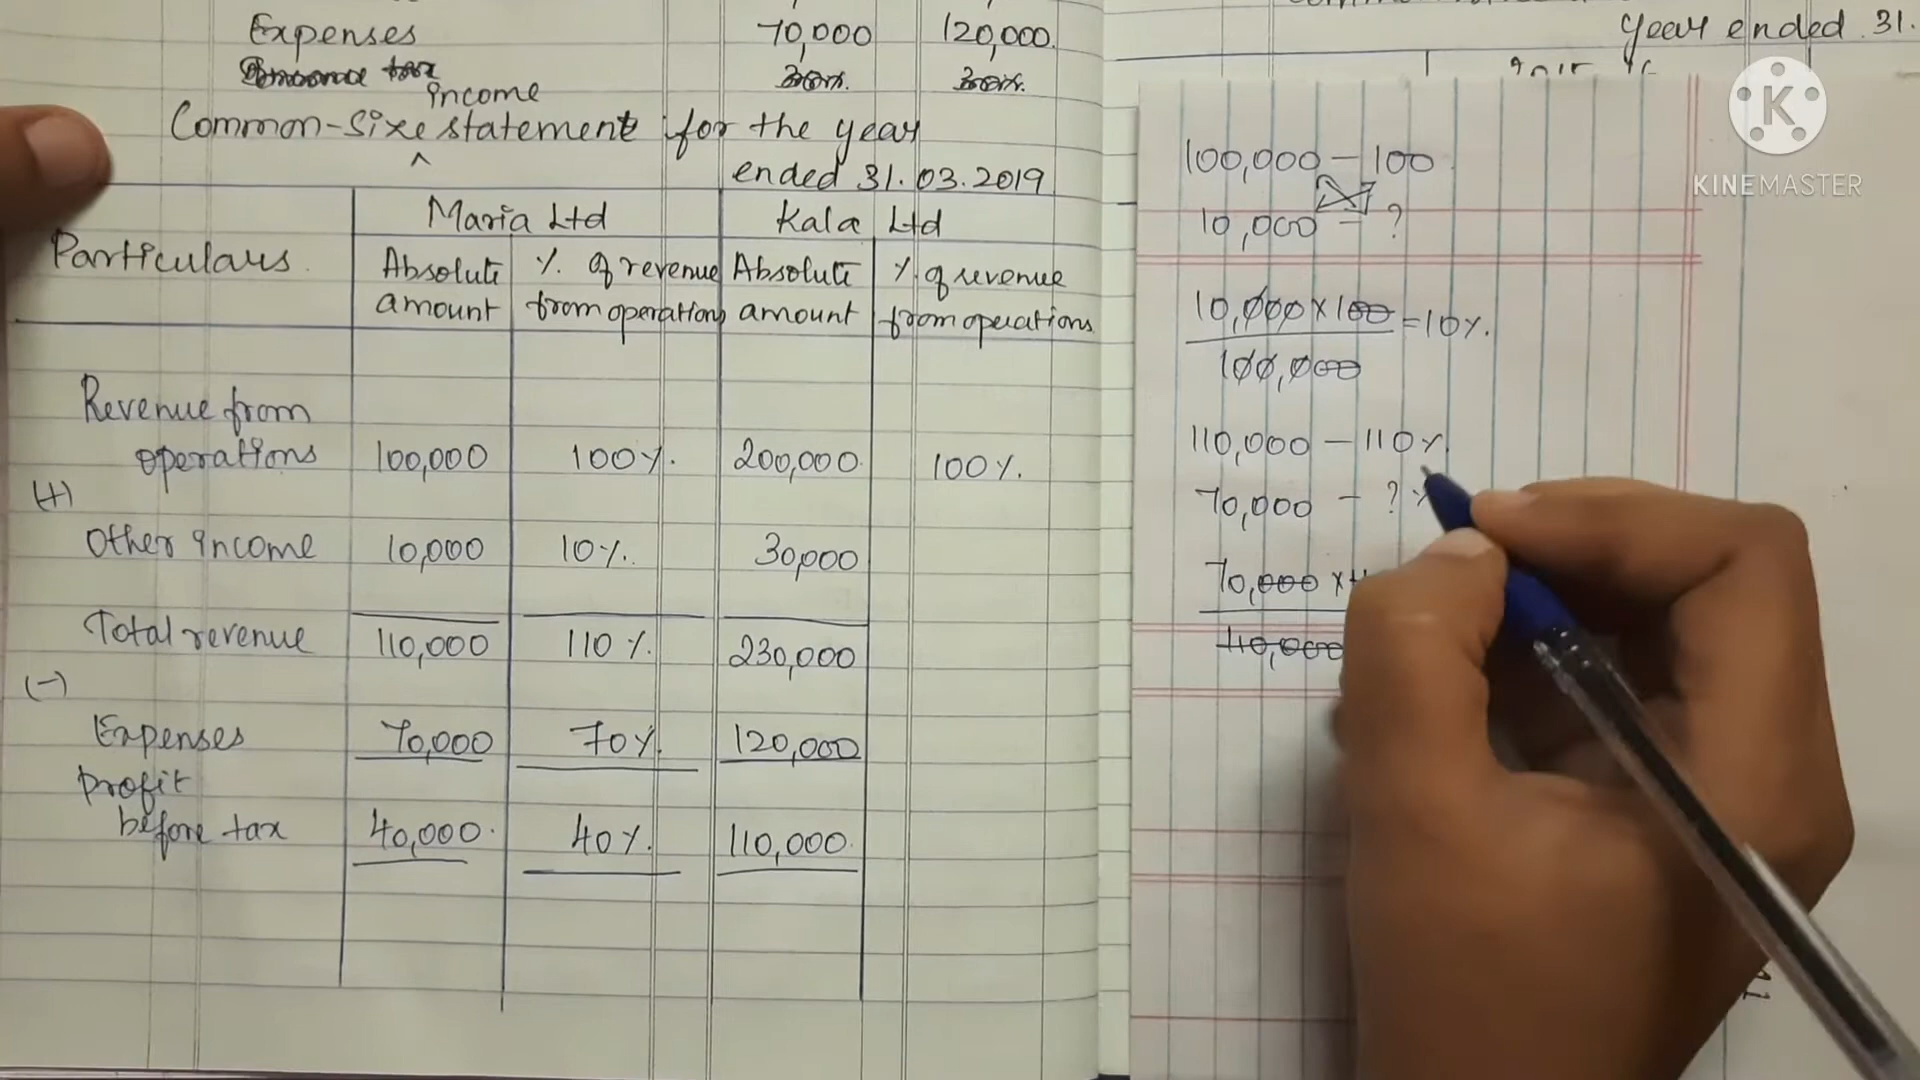 Expenses 70,000 120,000
income
Common-size statement for the year
ended 31.03.2019
Particulars Maria Ltd Kala Ltd
Absolute amount % of revenue from operations Absolute amount % of revenue from operations
Revenue from
operations 100,000 100% 200,000 100%
(+)
Other income 10,000 10% 30,000
Total revenue 110,000 110% 230,000
(-)
Expenses 70,000 70% 120,000
Profit
before tax 40,000 40% 110,000
year ended 31.
KINEMASTER
100,000 - 100
10,000 - ?
10,000 x 100 = 10%
100,000
110,000 - 110%
70,000 - ?
70,000 x
110,000